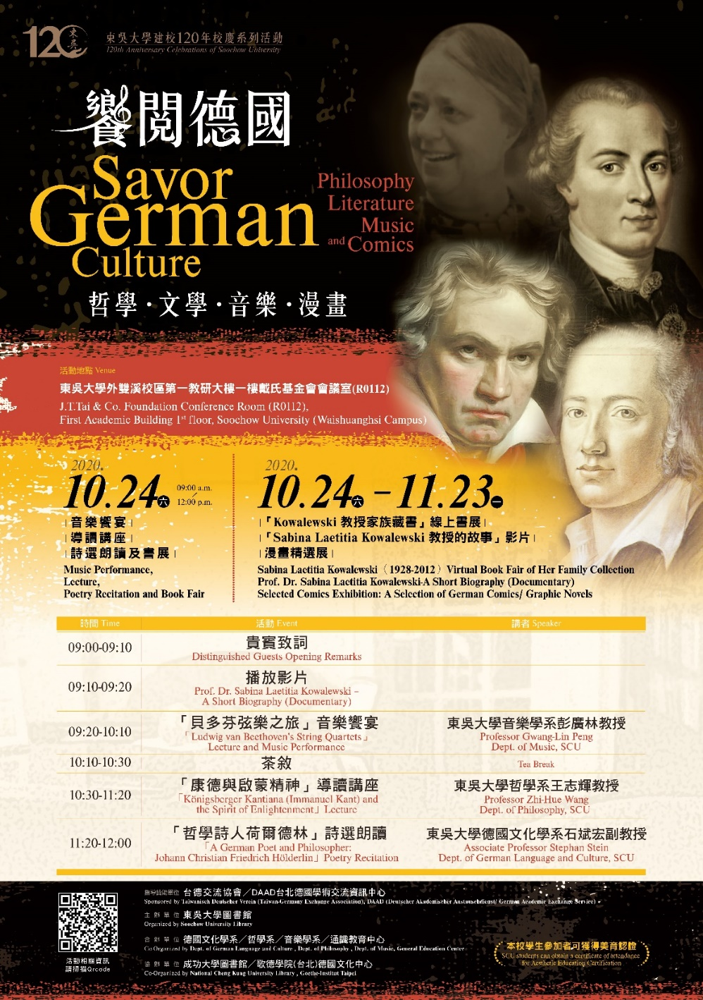 120 東吳
東吳大學建校120年校慶系列活動
120th Anniversary Celebrations of Soochow University
饗閱德國
Savor
German
Culture
Philosophy
Literature
Music
and Comics
哲學・文學・音樂・漫畫
活動地點 Venue
東吳大學外雙溪校區第一教研大樓一樓戴氏基金會會議室(R0112)
J.T.Tai & Co. Foundation Conference Room (R0112),
First Academic Building 1st floor, Soochow University (Waishuanghsi Campus)
2020.
10.24六
09:00 a.m.
12:00 p.m.
|音樂饗宴|
|導讀講座|
|詩選朗讀及書展|
Music Performance,
Lecture,
Poetry Recitation and Book Fair
2020.
10.24六－11.23一
|「Kowalewski 教授家族藏書」線上書展|
|「Sabina Laetitia Kowalewski 教授的故事」影片|
|漫畫精選展|
Sabina Laetitia Kowalewski（1928-2012）Virtual Book Fair of Her Family Collection
Prof. Dr. Sabina Laetitia Kowalewski-A Short Biography (Documentary)
Selected Comics Exhibition: A Selection of German Comics/ Graphic Novels
時間 Time 活動 Event 講者 Speaker
09:00-09:10
貴賓致詞
Distinguished Guests Opening Remarks
09:10-09:20
播放影片
Prof. Dr. Sabina Laetitia Kowalewski –
A Short Biography (Documentary)
09:20-10:10
「貝多芬弦樂之旅」音樂饗宴
「Ludwig van Beethoven's String Quartets」
Lecture and Music Performance
東吳大學音樂學系彭廣林教授
Professor Gwang-Lin Peng
Dept. of Music, SCU
10:10-10:30
茶敘
Tea Break
10:30-11:20
「康德與啟蒙精神」導讀講座
「Königsberger Kantiana (Immanuel Kant) and
the Spirit of Enlightenment」Lecture
東吳大學哲學系王志輝教授
Professor Zhi-Hue Wang
Dept. of Philosophy, SCU
11:20-12:00
「哲學詩人荷爾德林」詩選朗讀
「A German Poet and Philosopher:
Johann Christian Friedrich Hölderlin」Poetry Recitation
東吳大學德國文化學系石斌宏副教授
Associate Professor Stephan Stein
Dept. of German Language and Culture, SCU
活動相關資訊
請掃描Qrcode
指導贊助單位 台德交流協會／DAAD台北德國學術交流資訊中心
Sponsored by Taiwanisch Deutscher Verein (Taiwan-Germany Exchange Association), DAAD (Deutscher Akademischer Austauschdienst/ German Academic Exchange Service)
主辦單位 東吳大學圖書館
Organized by Soochow University Library
合辦單位 德國文化學系／哲學系／音樂學系／通識教育中心
Co-Organized by Dept. of German Language and Culture , Dept. of Philosophy , Dept. of Music, General Education Center
協辦單位 成功大學圖書館／歌德學院(台北)德國文化中心
Co-Organized by National Cheng Kung University Library , Goethe-Institut Taipei
本校學生參加者可獲得美育認證
SCU students can obtain a certificate of attendance
for Aesthetic Education Certification